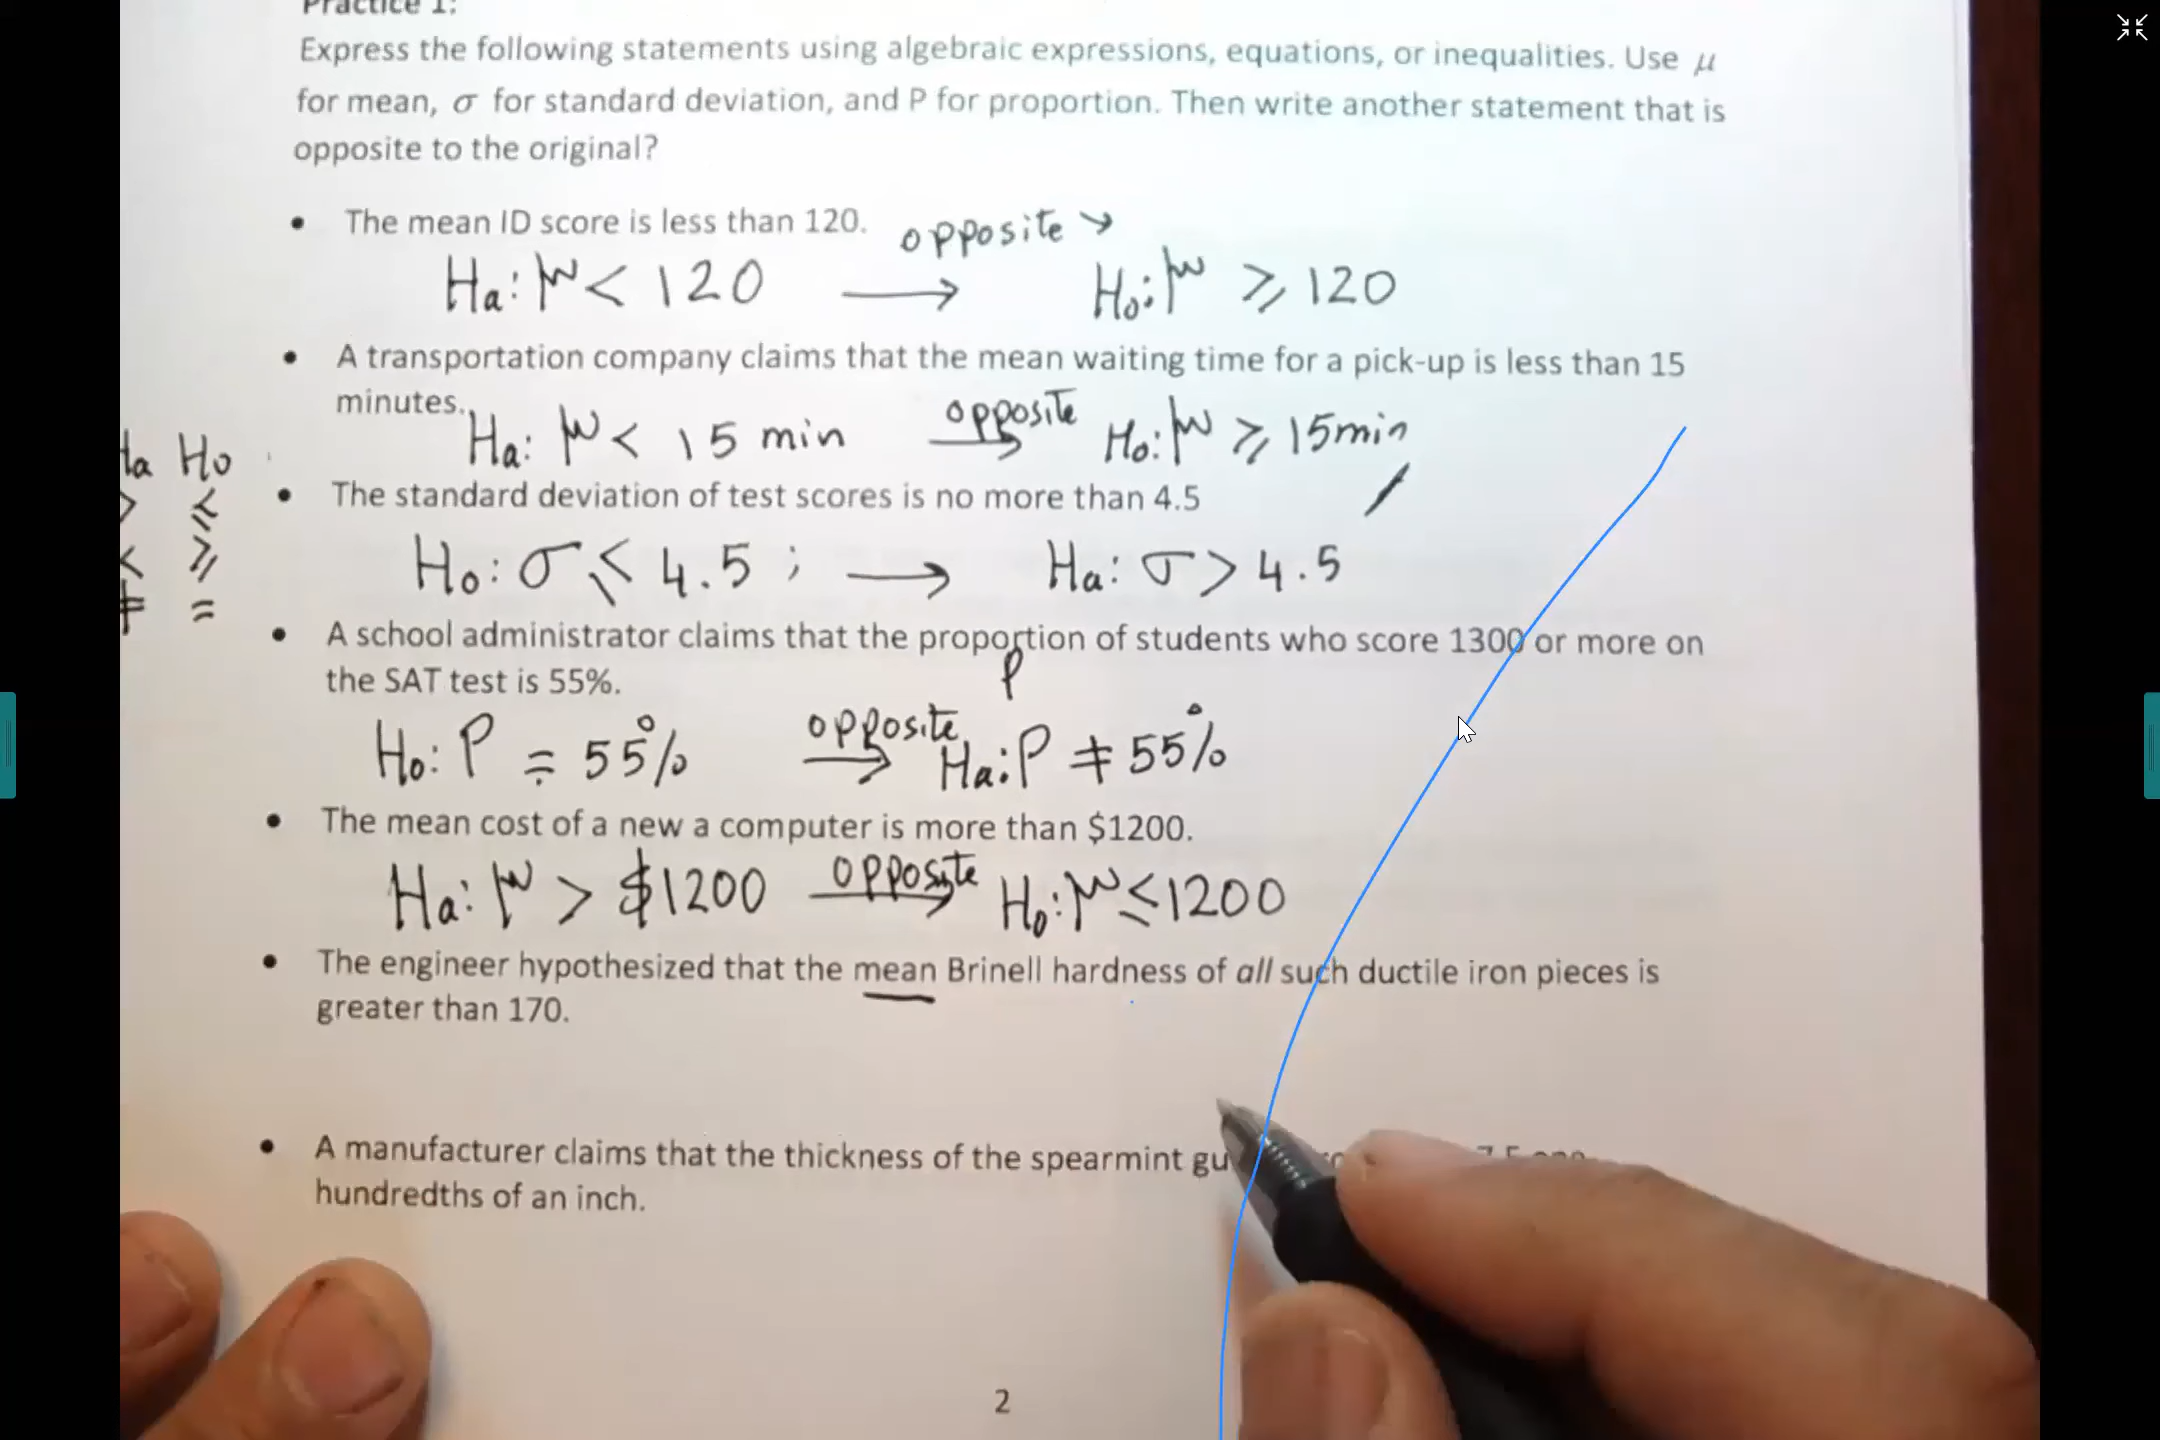 Practice 1:
Express the following statements using algebraic expressions, equations, or inequalities. Use μ
for mean, σ for standard deviation, and P for proportion. Then write another statement that is
opposite to the original?
• The mean ID score is less than 120. opposite ↘
Ha: μ < 120 → Ho: μ ⩾ 120
• A transportation company claims that the mean waiting time for a pick-up is less than 15
minutes.
Ha: μ < 15 min opposite → Ho: μ ⩾ 15 min
Ha Ho
> ⩽
< ⩾
≠ =
• The standard deviation of test scores is no more than 4.5
Ho: σ ⩽ 4.5 ; → Ha: σ > 4.5
• A school administrator claims that the proportion of students who score 1300 or more on
the SAT test is 55%.
P
Ho: P = 55% opposite → Ha: P ≠ 55%
• The mean cost of a new a computer is more than $1200.
Ha: μ > $1200 opposite → Ho: μ ⩽ 1200
• The engineer hypothesized that the mean Brinell hardness of all such ductile iron pieces is
greater than 170.
• A manufacturer claims that the thickness of the spearmint
hundredths of an inch.
2